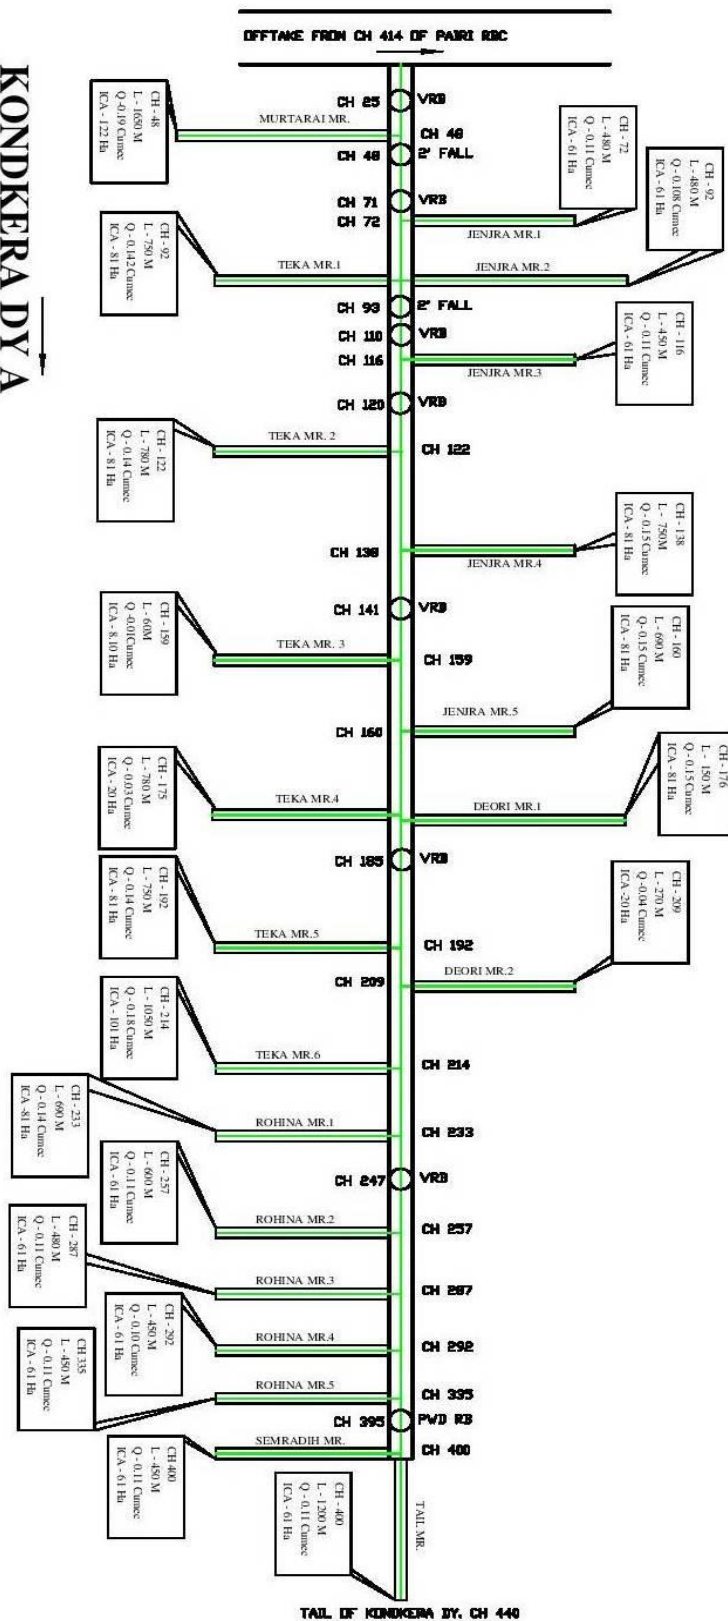 OFFTAKE FROM CH 414 OF PAIRI RBC
KONDKERA DY A
CH 25 VRB
CH - 48
L - 1650 M
Q -0.19 Cumec
ICA - 122 Ha
MURTARAI MR.
CH 48
CH 48 2' FALL
CH - 72
L - 480 M
Q - 0.11 Cumec
ICA - 61 Ha
CH - 92
L - 480 M
Q - 0.108 Cumec
ICA - 61 Ha
CH 71 VRB
CH 72
JENJRA MR.1
CH - 92
L - 750 M
Q - 0.142 Cumec
ICA - 81 Ha
TEKA MR.1
JENJRA MR.2
CH 93 2' FALL
CH 110 VRB
CH 116
JENJRA MR.3
CH - 116
L - 450 M
Q - 0.11 Cumec
ICA - 61 Ha
CH 120 VRB
TEKA MR. 2
CH 122
CH - 122
L - 780 M
Q - 0.14 Cumec
ICA - 81 Ha
CH - 138
L - 750M
Q - 0.15 Cumec
ICA - 81 Ha
CH 138
JENJRA MR.4
CH 141 VRB
CH - 159
L - 60M
Q -0.01Cumec
ICA - 8.10 Ha
TEKA MR. 3
CH 159
CH - 160
L - 690 M
Q - 0.15 Cumec
ICA - 81 Ha
CH 160
JENJRA MR.5
CH - 176
L - 150 M
Q - 0.15 Cumec
ICA - 81 Ha
CH - 175
L - 780 M
Q - 0.03 Cumec
ICA - 20 Ha
TEKA MR.4
DEORI MR.1
CH 185 VRB
CH - 192
L - 750 M
Q - 0.14 Cumec
ICA - 81 Ha
TEKA MR.5
CH 192
CH - 209
L - 270 M
Q -0.04 Cumec
ICA -20 Ha
CH 209
DEORI MR.2
CH - 214
L - 1050 M
Q - 0.18 Cumec
ICA - 101 Ha
TEKA MR.6
CH 214
CH - 233
L - 690 M
Q - 0.14 Cumec
ICA -81 Ha
ROHINA MR.1
CH 233
CH 247 VRB
CH - 257
L - 600 M
Q - 0.11 Cumec
ICA - 61 Ha
ROHINA MR.2
CH 257
CH - 287
L - 480 M
Q - 0.11 Cumec
ICA - 61 Ha
ROHINA MR.3
CH 287
CH - 292
L - 450 M
Q - 0.10 Cumec
ICA - 61 Ha
ROHINA MR.4
CH 292
CH 335
L - 450 M
Q - 0.11 Cumec
ICA - 61 Ha
ROHINA MR.5
CH 335
CH 395 PWD RB
SEMRADIH MR.
CH 400
CH 400
L - 450 M
Q - 0.11 Cumec
ICA - 61 Ha
CH - 400
L - 1200 M
Q - 0.11 Cumec
ICA - 61 Ha
TAIL MR.
TAIL OF KONDKERA DY. CH 440